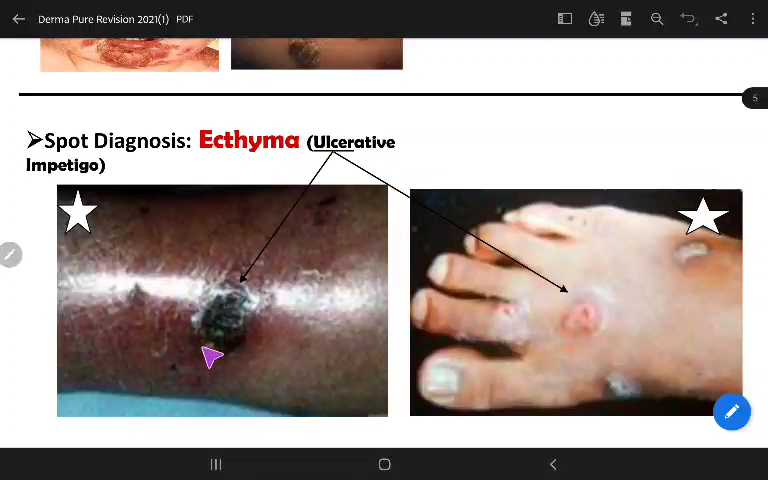 Derma Pure Revision 2021(1) PDF
5
➢Spot Diagnosis: Ecthyma (Ulcerative
Impetigo)